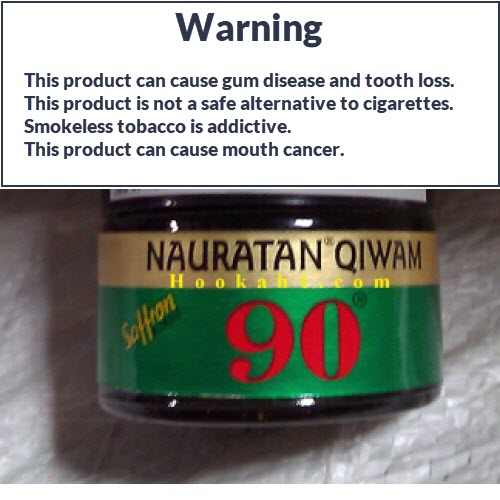 Warning
This product can cause gum disease and tooth loss.
This product is not a safe alternative to cigarettes.
Smokeless tobacco is addictive.
This product can cause mouth cancer.
NAURATAN® QIWAM
Hookah1.com
Saffron
90®